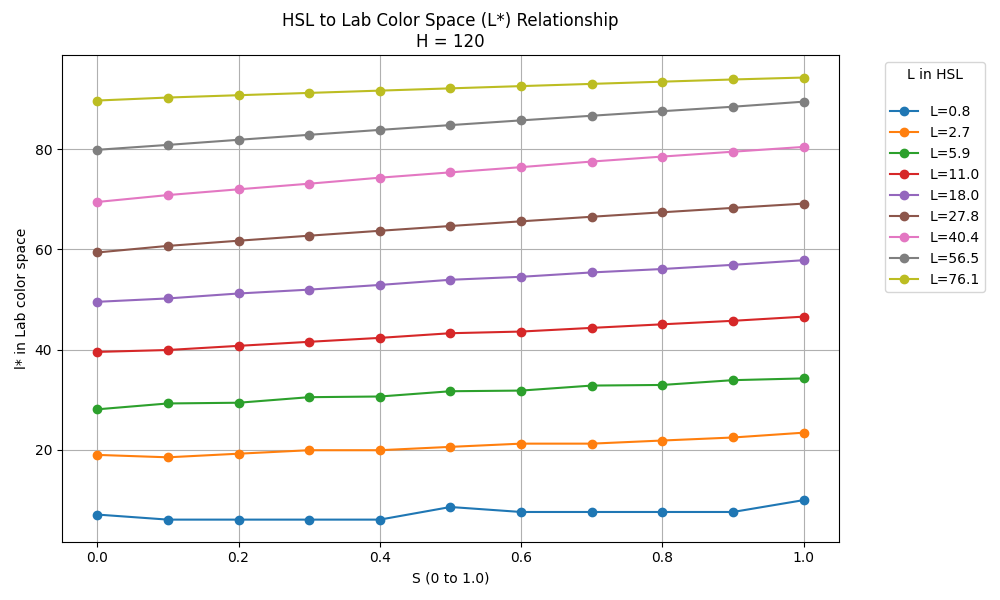 HSL to Lab Color Space (L*) Relationship
H = 120
l* in Lab color space
80
60
40
20
0.0 0.2 0.4 0.6 0.8 1.0
S (0 to 1.0)
L in HSL
L=0.8
L=2.7
L=5.9
L=11.0
L=18.0
L=27.8
L=40.4
L=56.5
L=76.1